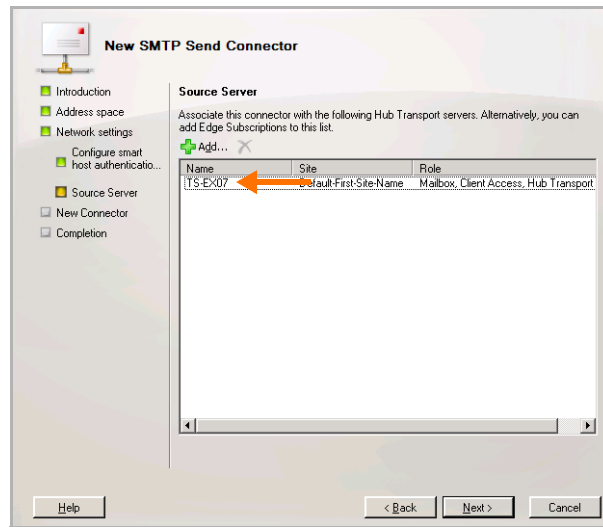 New SMTP Send Connector
Introduction
Address space
Network settings
Configure smart
host authenticatio...
Source Server
New Connector
Completion
Source Server
Associate this connector with the following Hub Transport servers. Alternatively, you can
add Edge Subscriptions to this list.
Add...
Name Site Role
TS-EX07 Default-First-Site-Name Mailbox, Client Access, Hub Transport
Help < Back Next > Cancel